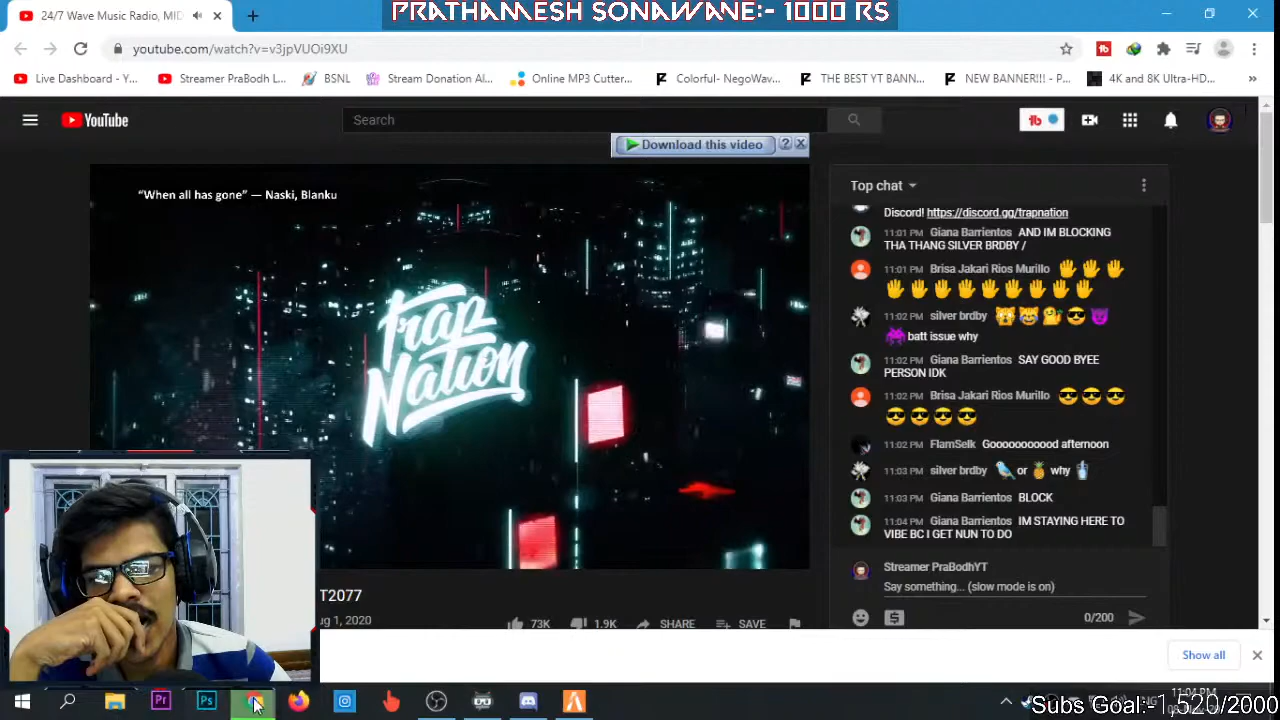 PRATHAMESH SONAWANE:- 1000 RS
24/7 Wave Music Radio, MID
youtube.com/watch?v=v3jpVUOi9XU
Live Dashboard - Y...
Streamer PraBodh L...
BSNL
Stream Donation Al...
Online MP3 Cutter...
Colorful- NegoWav...
THE BEST YT BANN...
NEW BANNER!!! - P...
4K and 8K Ultra-HD...
YouTube
Search
Download this video
"When all has gone" — Naski, Blanku
trap
Nation
T2077
ug 1, 2020
73K
1.9K
SHARE
SAVE
Top chat
Discord! https://discord.gg/trapnation
11:01 PM Giana Barrientos AND IM BLOCKING
THA THANG SILVER BRDBY /
11:01 PM Brisa Jakari Rios Murillo 🖐🖐🖐
🖐🖐🖐🖐🖐🖐🖐🖐🖐
11:02 PM silver brdby
batt issue why
11:02 PM Giana Barrientos SAY GOOD BYEE
PERSON IDK
11:02 PM Brisa Jakari Rios Murillo 😎😎😎
😎😎😎😎
11:02 PM FlamSelk Goooooooooood afternoon
11:03 PM silver brdby or 🍍 why
11:03 PM Giana Barrientos BLOCK
11:04 PM Giana Barrientos IM STAYING HERE TO
VIBE BC I GET NUN TO DO
Streamer PraBodhYT
Say something... (slow mode is on)
0/200
Show all
Pr
Ps
11:04 PM
Subs Goal:-1,520/2000